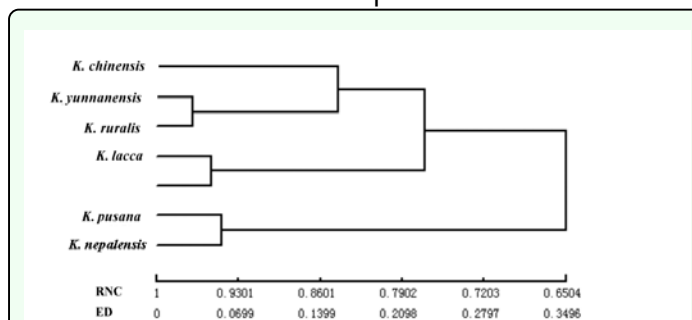 K. chinensis
K. yunnanensis
K. ruralis
K. lacca
K. pusana
K. nepalensis
RNC 1 0.9301 0.8601 0.7902 0.7203 0.6504
ED 0 0.0699 0.1399 0.2098 0.2797 0.3496